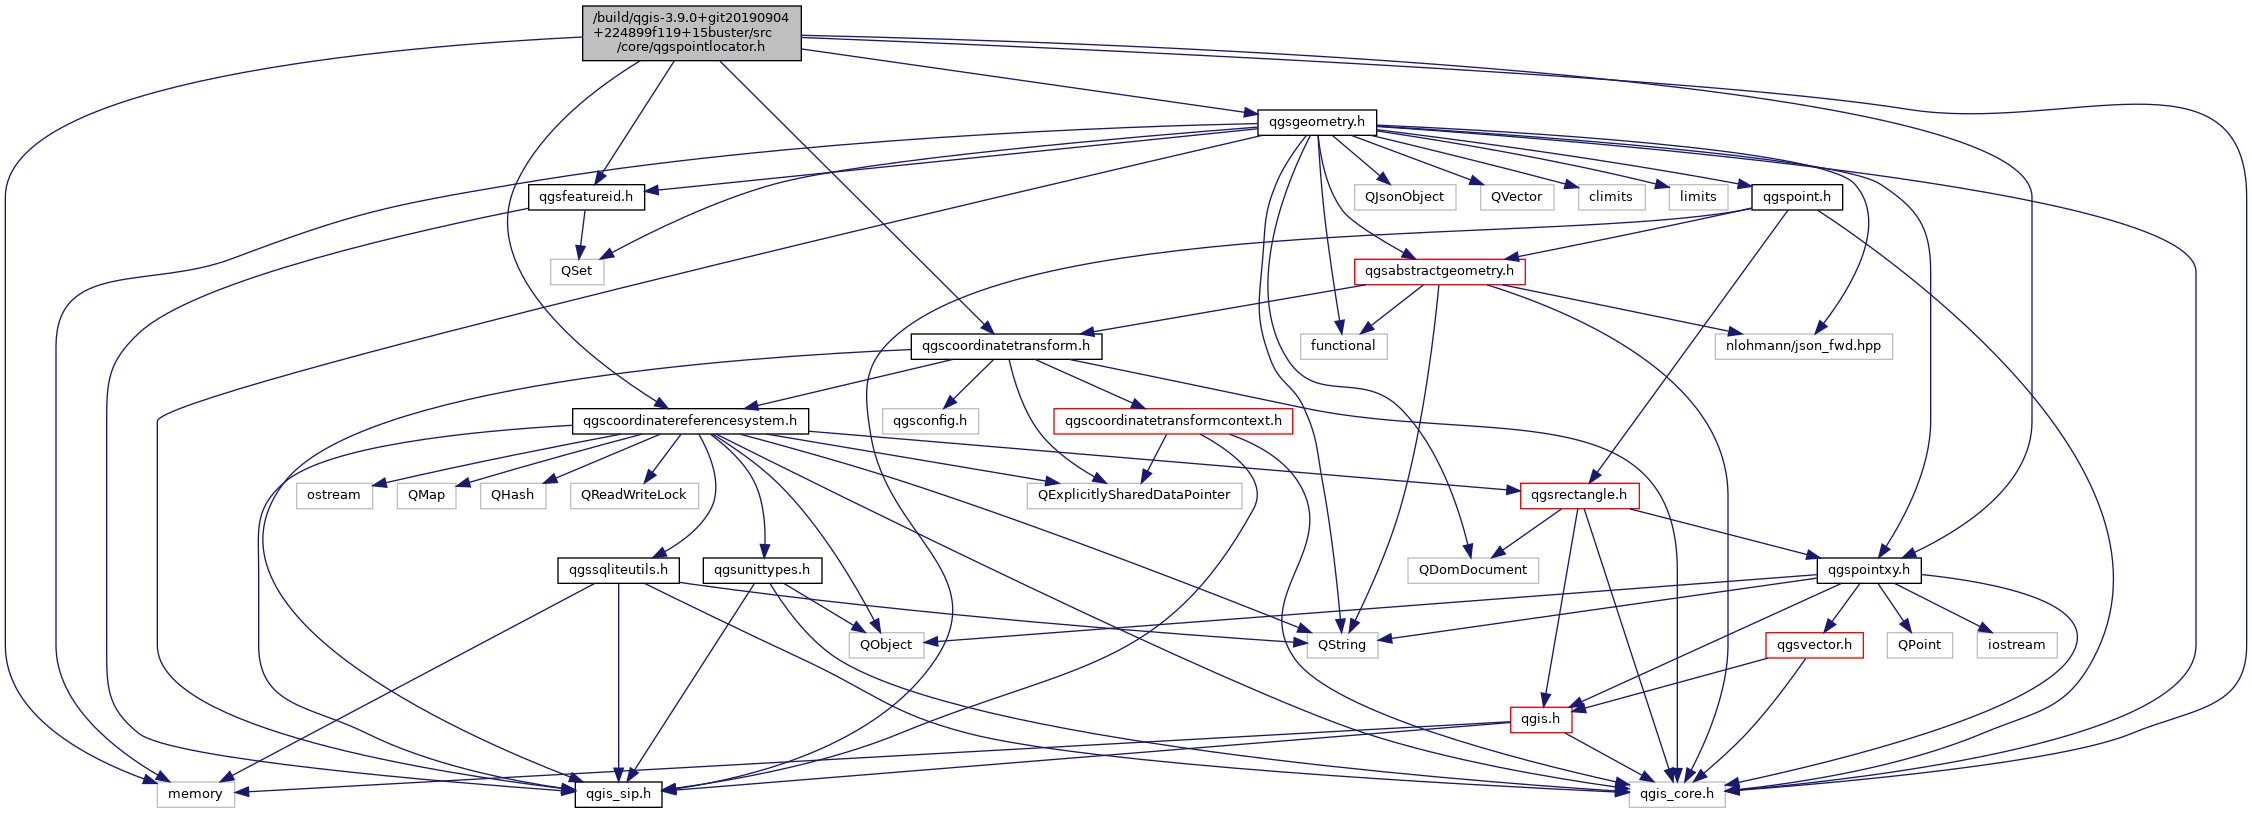 /build/qgis-3.9.0+git20190904
+224899f119+15buster/src
/core/qgspointlocator.h
qgsgeometry.h
qgsfeatureid.h
QJsonObject
QVector
climits
limits
qgspoint.h
QSet
qgsabstractgeometry.h
qgscoordinatetransform.h
functional
nlohmann/json_fwd.hpp
qgscoordinatereferencesystem.h
qgsconfig.h
qgscoordinatetransformcontext.h
ostream
QMap
QHash
QReadWriteLock
QExplicitlySharedDataPointer
qgsrectangle.h
qgssqliteutils.h
qgsunittypes.h
QDomDocument
qgspointxy.h
QObject
QString
qgsvector.h
QPoint
iostream
qgis.h
memory
qgis_sip.h
qgis_core.h